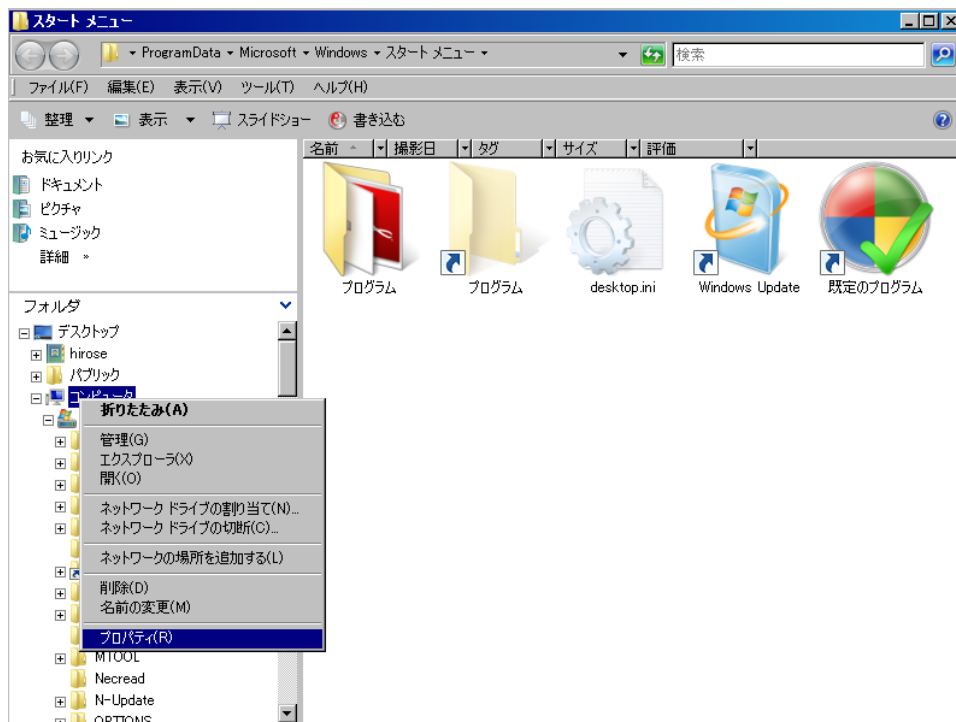 スタート メニュー
ProgramData Microsoft Windows スタート メニュー 検索
ファイル(F) 編集(E) 表示(V) ツール(T) ヘルプ(H)
整理 表示 スライドショー 書き込む
お気に入りリンク
ドキュメント
ピクチャ
ミュージック
詳細 »
フォルダ
デスクトップ
hirose
パブリック
コンピュータ
折りたたみ(A)
管理(G)
エクスプローラ(X)
開く(O)
ネットワーク ドライブの割り当て(N)...
ネットワーク ドライブの切断(C)...
ネットワークの場所を追加する(L)
削除(D)
名前の変更(M)
プロパティ(R)
MTOOL
Necread
N-Update
OPTIONS
名前 撮影日 タグ サイズ 評価
プログラム プログラム desktop.ini Windows Update 既定のプログラム